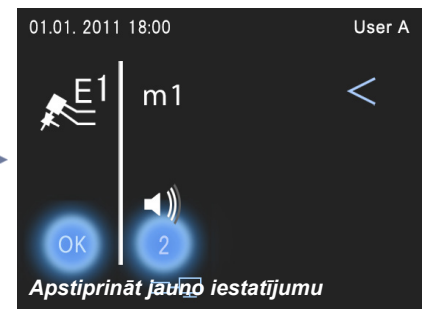 01.01. 2011 18:00 User A
E1 m1 <
OK 2
Apstiprināt jauno iestatījumu